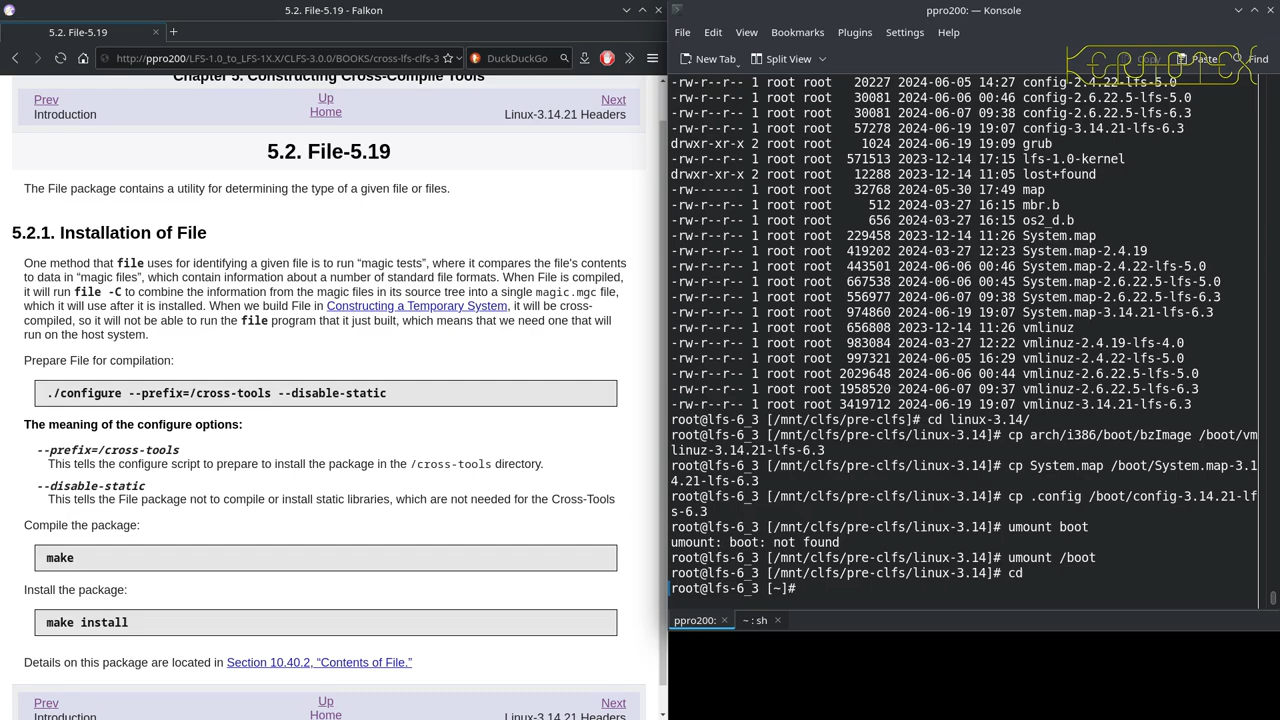 5.2. File-5.19 - Falkon
5.2. File-5.19
http://ppro200/LFS-1.0_to_LFS-1X.X/CLFS-3.0.0/BOOKS/cross-lfs-clfs-3
DuckDuckGo
Chapter 5. Constructing Cross-Compile Tools
Prev
Up
Next
Introduction
Home
Linux-3.14.21 Headers
5.2. File-5.19
The File package contains a utility for determining the type of a given file or files.
5.2.1. Installation of File
One method that file uses for identifying a given file is to run “magic tests”, where it compares the file's contents
to data in “magic files”, which contain information about a number of standard file formats. When File is compiled,
it will run file -C to combine the information from the magic files in its source tree into a single magic.mgc file,
which it will use after it is installed. When we build File in Constructing a Temporary System, it will be cross-
compiled, so it will not be able to run the file program that it just built, which means that we need one that will
run on the host system.
Prepare File for compilation:
./configure --prefix=/cross-tools --disable-static
The meaning of the configure options:
--prefix=/cross-tools
This tells the configure script to prepare to install the package in the /cross-tools directory.
--disable-static
This tells the File package not to compile or install static libraries, which are not needed for the Cross-Tools
Compile the package:
make
Install the package:
make install
Details on this package are located in Section 10.40.2, “Contents of File.”
Prev
Up
Next
Introduction
Home
Linux-3.14.21 Headers
ppro200: — Konsole
File Edit View Bookmarks Plugins Settings Help
New Tab
Split View
Copy
Paste
Find
-rw-r--r-- 1 root root 20227 2024-06-05 14:27 config-2.4.22-lfs-5.0
-rw-r--r-- 1 root root 30081 2024-06-06 00:46 config-2.6.22.5-lfs-5.0
-rw-r--r-- 1 root root 30081 2024-06-07 09:38 config-2.6.22.5-lfs-6.3
-rw-r--r-- 1 root root 57278 2024-06-19 19:07 config-3.14.21-lfs-6.3
drwxr-xr-x 2 root root 1024 2024-06-19 19:09 grub
-rw-r--r-- 1 root root 571513 2023-12-14 17:15 lfs-1.0-kernel
drwxr-xr-x 2 root root 12288 2023-12-14 11:05 lost+found
-rw------- 1 root root 32768 2024-05-30 17:49 map
-rw-r--r-- 1 root root 512 2024-03-27 16:15 mbr.b
-rw-r--r-- 1 root root 656 2024-03-27 16:15 os2_d.b
-rw-r--r-- 1 root root 229458 2023-12-14 11:26 System.map
-rw-r--r-- 1 root root 419202 2024-03-27 12:23 System.map-2.4.19
-rw-r--r-- 1 root root 443501 2024-06-06 00:46 System.map-2.4.22-lfs-5.0
-rw-r--r-- 1 root root 667538 2024-06-06 00:45 System.map-2.6.22.5-lfs-5.0
-rw-r--r-- 1 root root 556977 2024-06-07 09:38 System.map-2.6.22.5-lfs-6.3
-rw-r--r-- 1 root root 974860 2024-06-19 19:07 System.map-3.14.21-lfs-6.3
-rw-r--r-- 1 root root 656808 2023-12-14 11:26 vmlinuz
-rw-r--r-- 1 root root 983084 2024-03-27 12:22 vmlinuz-2.4.19-lfs-4.0
-rw-r--r-- 1 root root 997321 2024-06-05 16:29 vmlinuz-2.4.22-lfs-5.0
-rw-r--r-- 1 root root 2029648 2024-06-06 00:44 vmlinuz-2.6.22.5-lfs-5.0
-rw-r--r-- 1 root root 1958520 2024-06-07 09:37 vmlinuz-2.6.22.5-lfs-6.3
-rw-r--r-- 1 root root 3419712 2024-06-19 19:07 vmlinuz-3.14.21-lfs-6.3
root@lfs-6_3 [/mnt/clfs/pre-clfs]# cd linux-3.14/
root@lfs-6_3 [/mnt/clfs/pre-clfs/linux-3.14]# cp arch/i386/boot/bzImage /boot/vm
linuz-3.14.21-lfs-6.3
root@lfs-6_3 [/mnt/clfs/pre-clfs/linux-3.14]# cp System.map /boot/System.map-3.1
4.21-lfs-6.3
root@lfs-6_3 [/mnt/clfs/pre-clfs/linux-3.14]# cp .config /boot/config-3.14.21-lf
s-6.3
root@lfs-6_3 [/mnt/clfs/pre-clfs/linux-3.14]# umount boot
umount: boot: not found
root@lfs-6_3 [/mnt/clfs/pre-clfs/linux-3.14]# umount /boot
root@lfs-6_3 [/mnt/clfs/pre-clfs/linux-3.14]# cd
root@lfs-6_3 [~]#
ppro200:
~ : sh